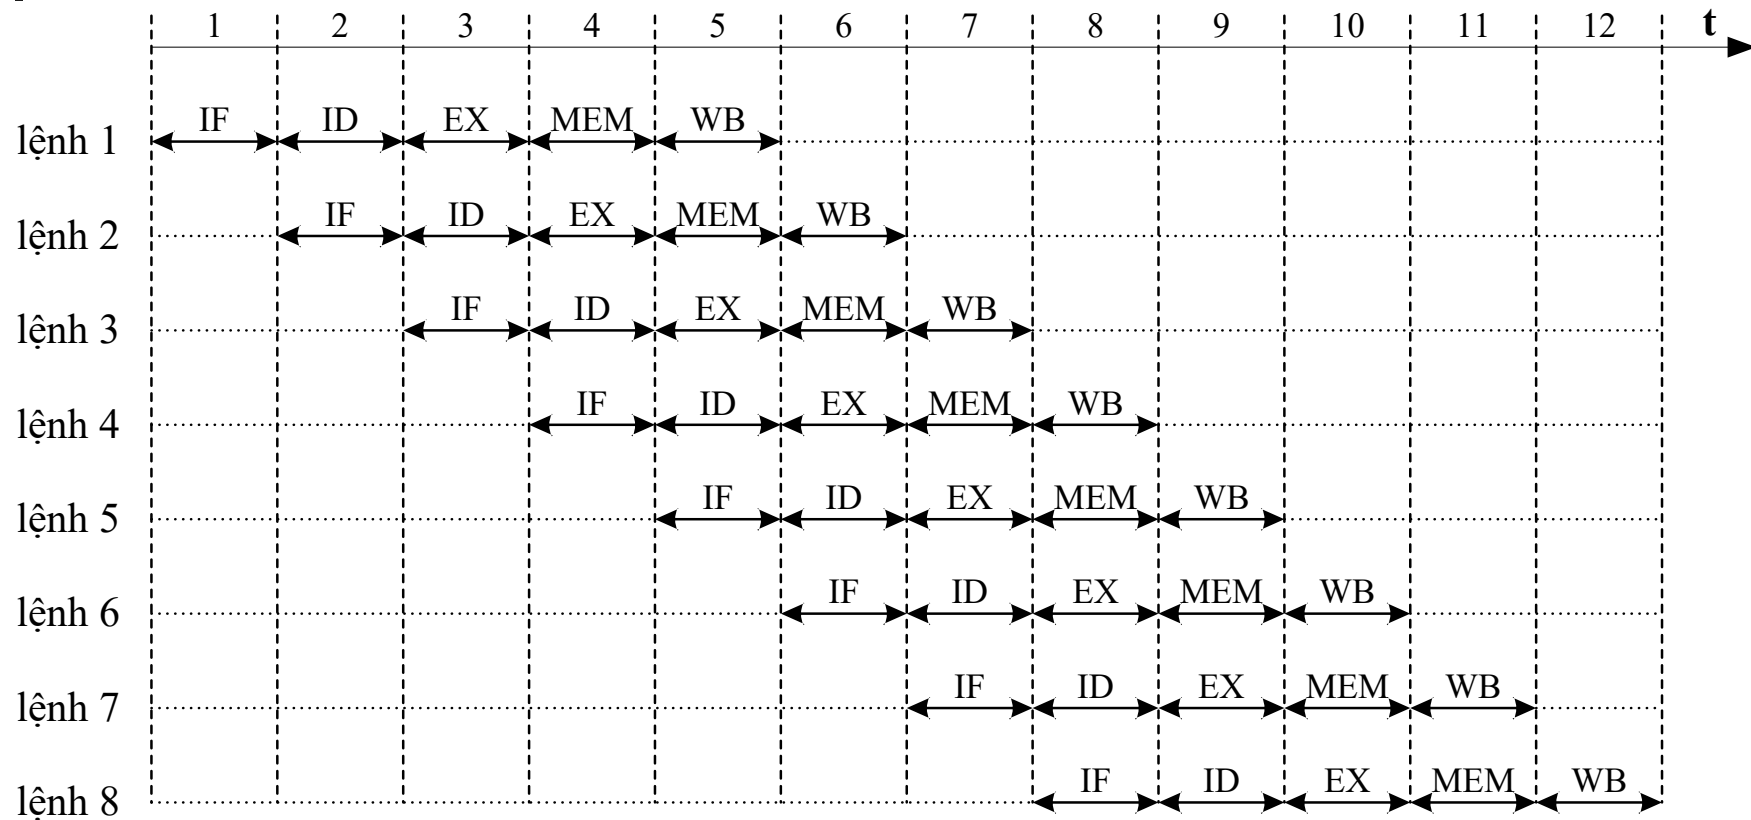 1 2 3 4 5 6 7 8 9 10 11 12 t
lệnh 1 IF ID EX MEM WB
lệnh 2 IF ID EX MEM WB
lệnh 3 IF ID EX MEM WB
lệnh 4 IF ID EX MEM WB
lệnh 5 IF ID EX MEM WB
lệnh 6 IF ID EX MEM WB
lệnh 7 IF ID EX MEM WB
lệnh 8 IF ID EX MEM WB